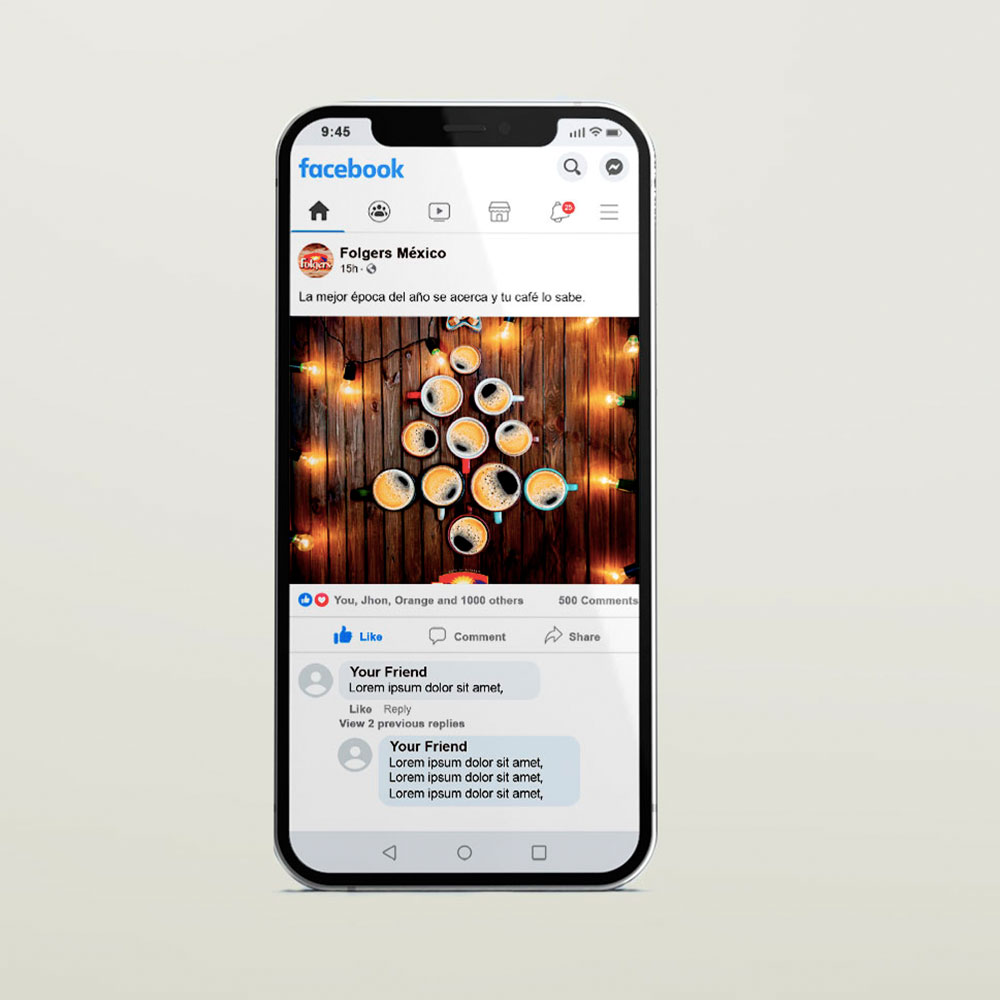 9:45
facebook
25
Folgers
Folgers México
15h ·
La mejor época del año se acerca y tu café lo sabe.
You, Jhon, Orange and 1000 others 500 Comments
Like Comment Share
Your Friend
Lorem ipsum dolor sit amet,
Like Reply
View 2 previous replies
Your Friend
Lorem ipsum dolor sit amet,
Lorem ipsum dolor sit amet,
Lorem ipsum dolor sit amet,